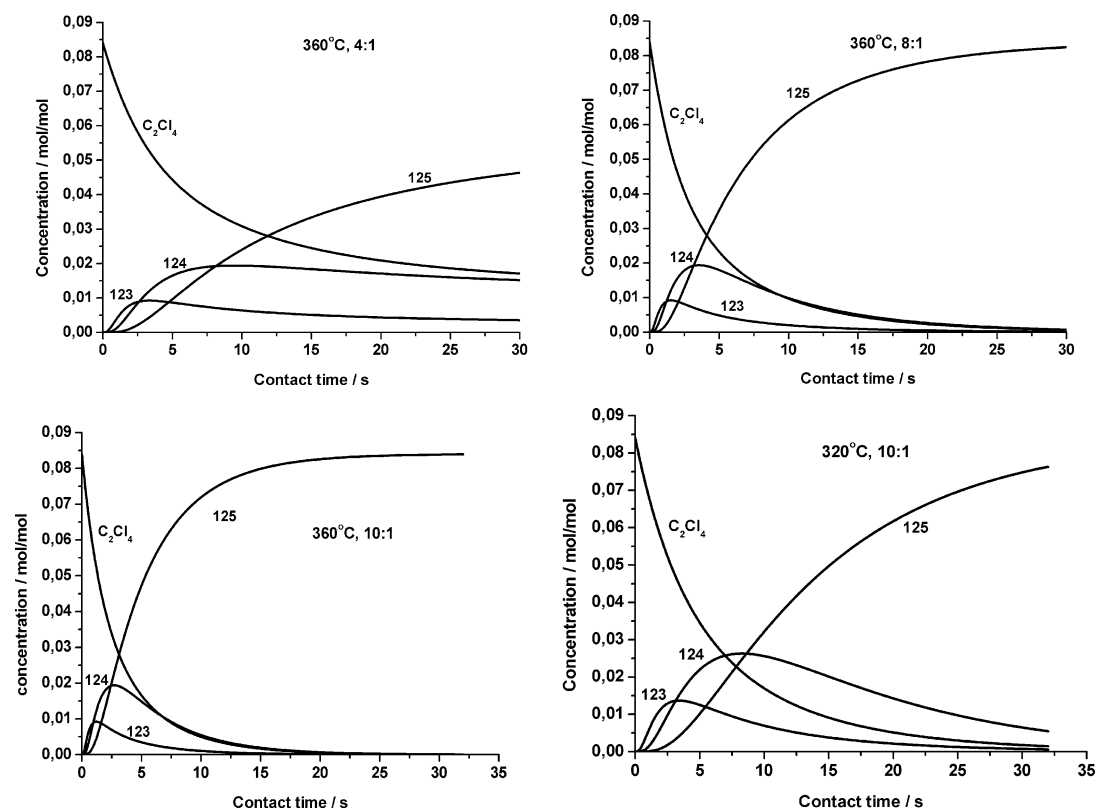 360°C, 4:1
Concentration / mol/mol
0,09
0,08
0,07
0,06
0,05
0,04
0,03
0,02
0,01
0,00
C₂Cl₄
125
124
123
0 5 10 15 20 25 30
Contact time / s
360°C, 8:1
Concentration / mol/mol
0,09
0,08
0,07
0,06
0,05
0,04
0,03
0,02
0,01
0,00
125
C₂Cl₄
124
123
0 5 10 15 20 25 30
Contact time / s
360°C, 10:1
concentration / mol/mol
0,09
0,08
0,07
0,06
0,05
0,04
0,03
0,02
0,01
0,00
125
C₂Cl₄
124
123
0 5 10 15 20 25 30 35
Contact time / s
320°C, 10:1
Concentration / mol/mol
0,09
0,08
0,07
0,06
0,05
0,04
0,03
0,02
0,01
0,00
C₂Cl₄
125
124
123
0 5 10 15 20 25 30 35
Contact time / s